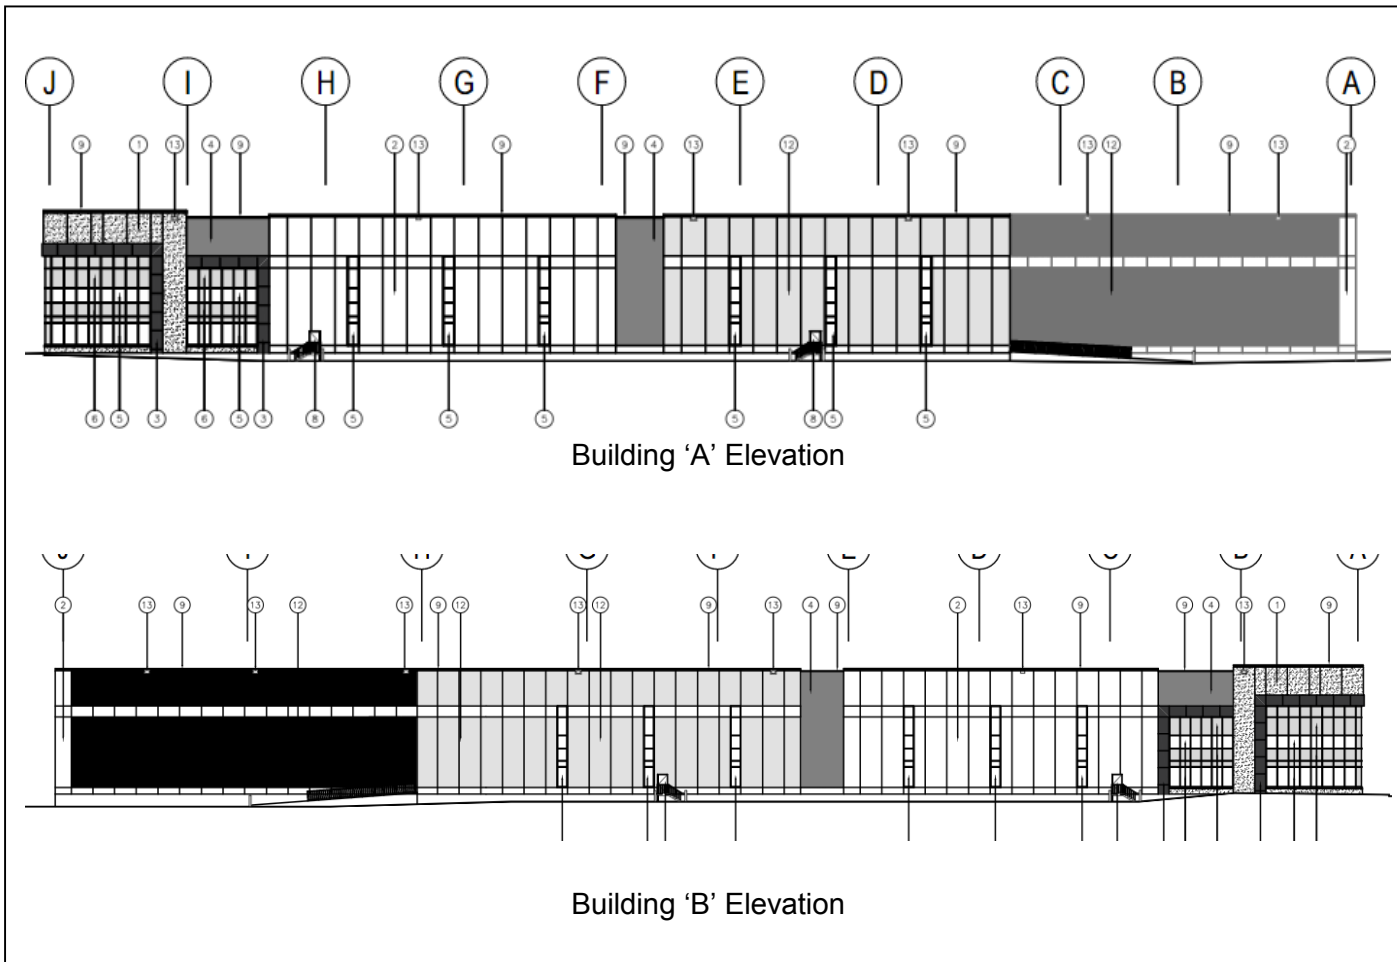 J I H G F E D C B A
9 1 13 4 9 2 13 9 9 4 13 12 13 9 13 12 9 13 2
6 5 3 6 5 3 8 5 5 5 5 8 5 5
Building ‘A’ Elevation
J I H G F E D C B A
2 13 9 13 12 13 9 12 13 12 9 13 4 9 2 13 9 9 4 13 1 9
Building ‘B’ Elevation